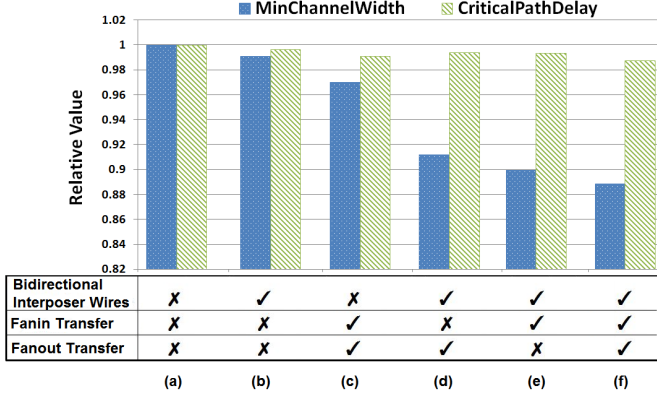 MinChannelWidth CriticalPathDelay
1.02
1
0.98
0.96
0.94
0.92
0.9
0.88
0.86
0.84
0.82
Relative Value
Bidirectional
Interposer Wires ✗ ✓ ✗ ✓ ✓ ✓
Fanin Transfer ✗ ✗ ✓ ✗ ✓ ✓
Fanout Transfer ✗ ✗ ✓ ✓ ✗ ✓
(a) (b) (c) (d) (e) (f)